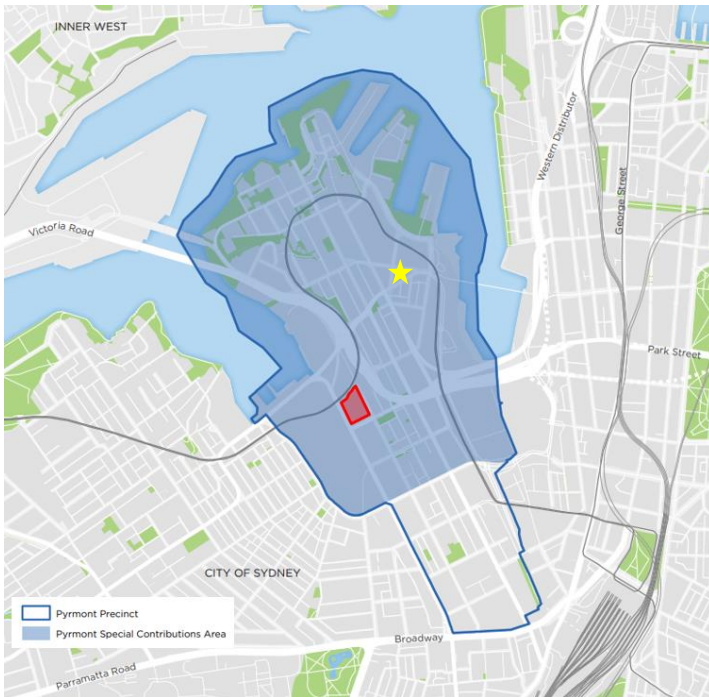 INNER WEST
Western Distributor
George Street
Victoria Road
Park Street
CITY OF SYDNEY
Pyrmont Precinct
Pyrmont Special Contributions Area
Broadway
Parramatta Road